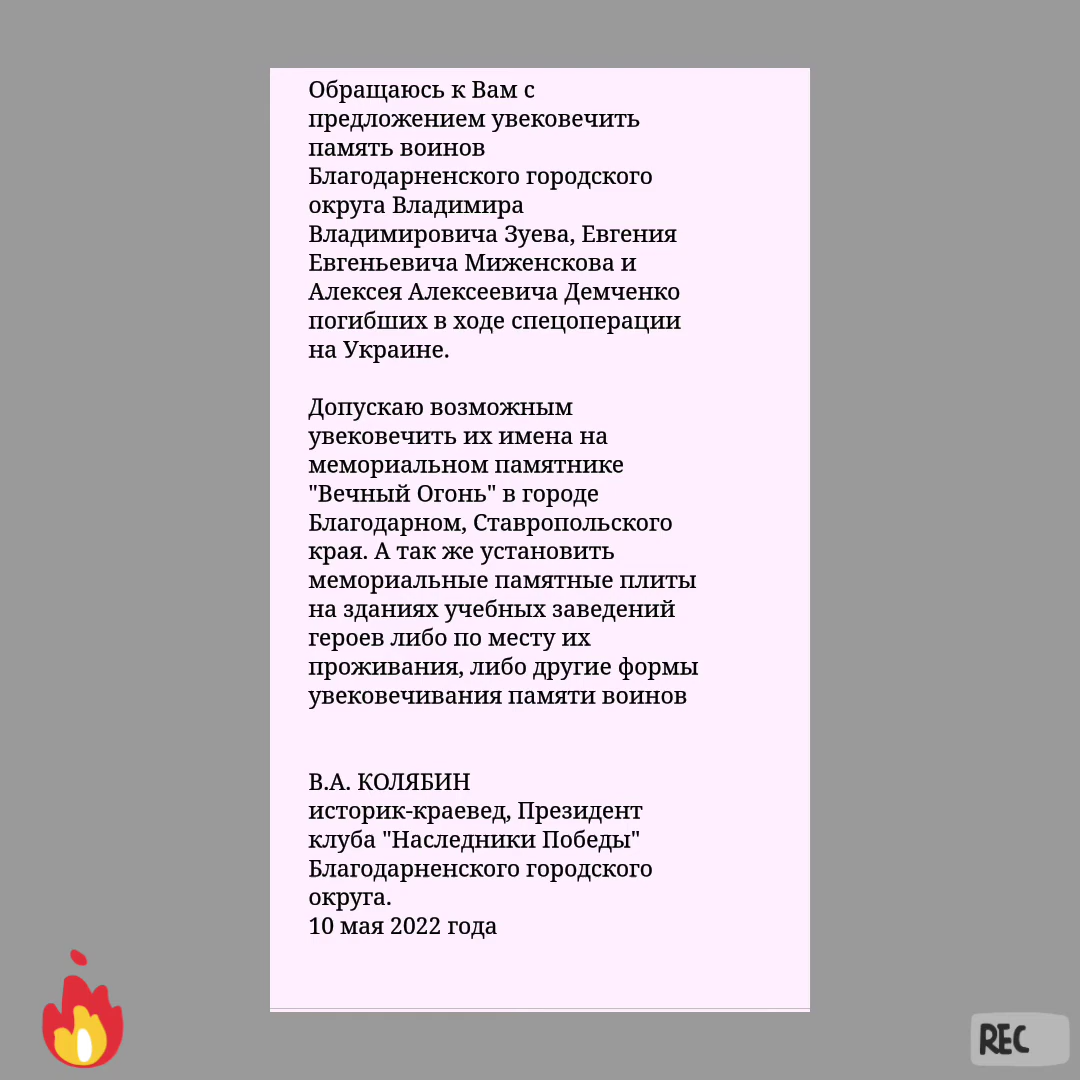 Обращаюсь к Вам с
предложением увековечить
память воинов
Благодарненского городского
округа Владимира
Владимировича Зуева, Евгения
Евгеньевича Миженскова и
Алексея Алексеевича Демченко
погибших в ходе спецоперации
на Украине.
Допускаю возможным
увековечить их имена на
мемориальном памятнике
"Вечный Огонь" в городе
Благодарном, Ставропольского
края. А так же установить
мемориальные памятные плиты
на зданиях учебных заведений
героев либо по месту их
проживания, либо другие формы
увековечивания памяти воинов
В.А. КОЛЯБИН
историк-краевед, Президент
клуба "Наследники Победы"
Благодарненского городского
округа.
10 мая 2022 года
REC